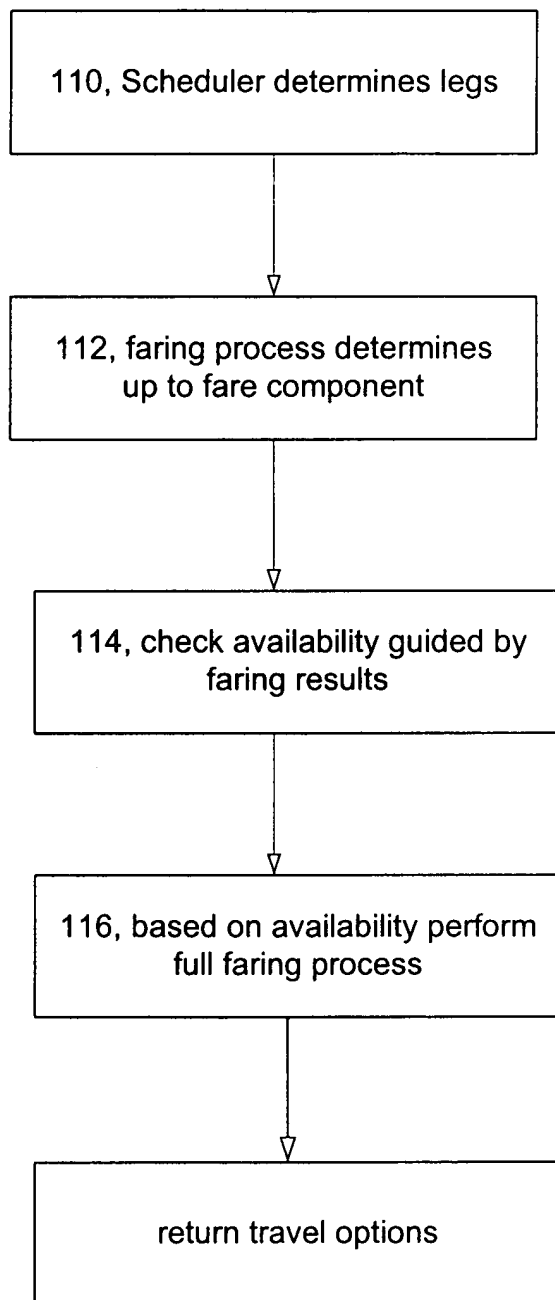 110, Scheduler determines legs
112, faring process determines
up to fare component
114, check availability guided by
faring results
116, based on availability perform
full faring process
return travel options